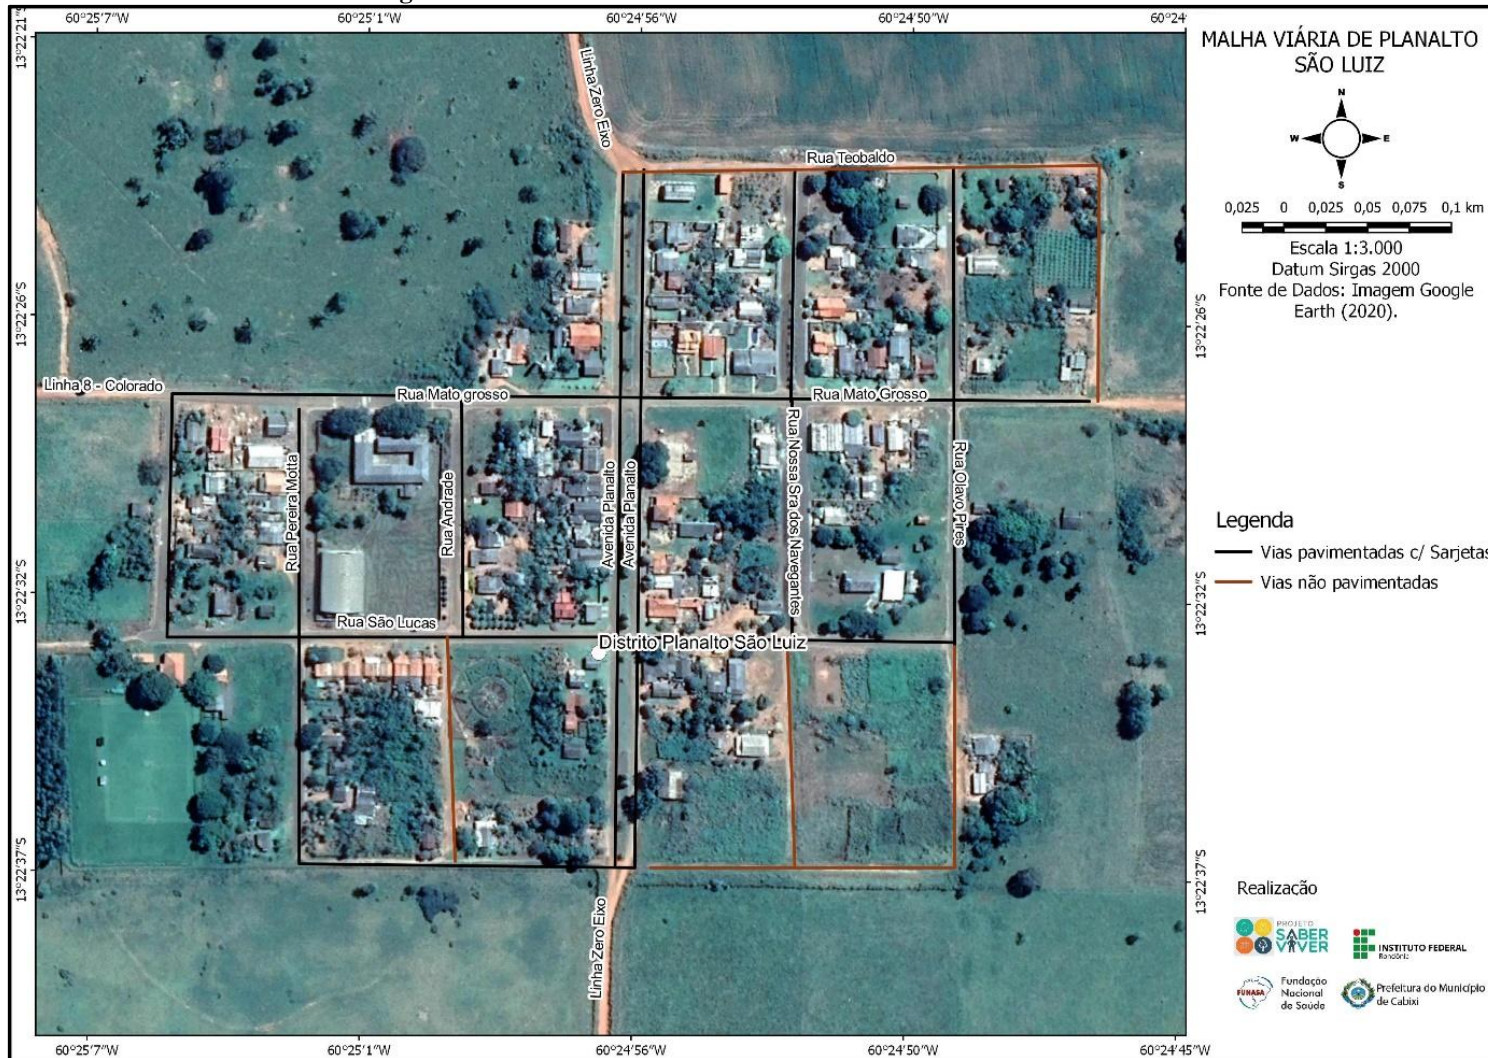 60°25'7"W
60°25'1"W
60°24'56"W
60°24'50"W
60°24'
13°22'21"S
MALHA VIÁRIA DE PLANALTO
SÃO LUIZ
N
W
E
S
0,025 0 0,025 0,05 0,075 0,1 km
Escala 1:3.000
Datum Sirgas 2000
Fonte de Dados: Imagem Google
Earth (2020).
Linha Zero Eixo
Rua Teobaldo
13°22'26"S
13°22'26"S
Linha 8 - Colorado
Rua Mato grosso
Rua Mato Grosso
Rua Pereira Motta
Rua Andrade
Avenida Planalto
Avenida Planalto
Rua Nossa Sra dos Navegantes
Rua Olavo Pires
Legenda
Vias pavimentadas c/ Sarjetas
Vias não pavimentadas
13°22'32"S
13°22'32"S
Rua São Lucas
Distrito Planalto São Luiz
13°22'37"S
13°22'37"S
Linha Zero Eixo
Realização
PROJETO
SABER
VIVER
INSTITUTO FEDERAL
Rondônia
FUNASA
Fundação
Nacional
de Saúde
Prefeitura do Município
de Cabixi
60°25'7"W
60°25'1"W
60°24'56"W
60°24'50"W
60°24'45"W